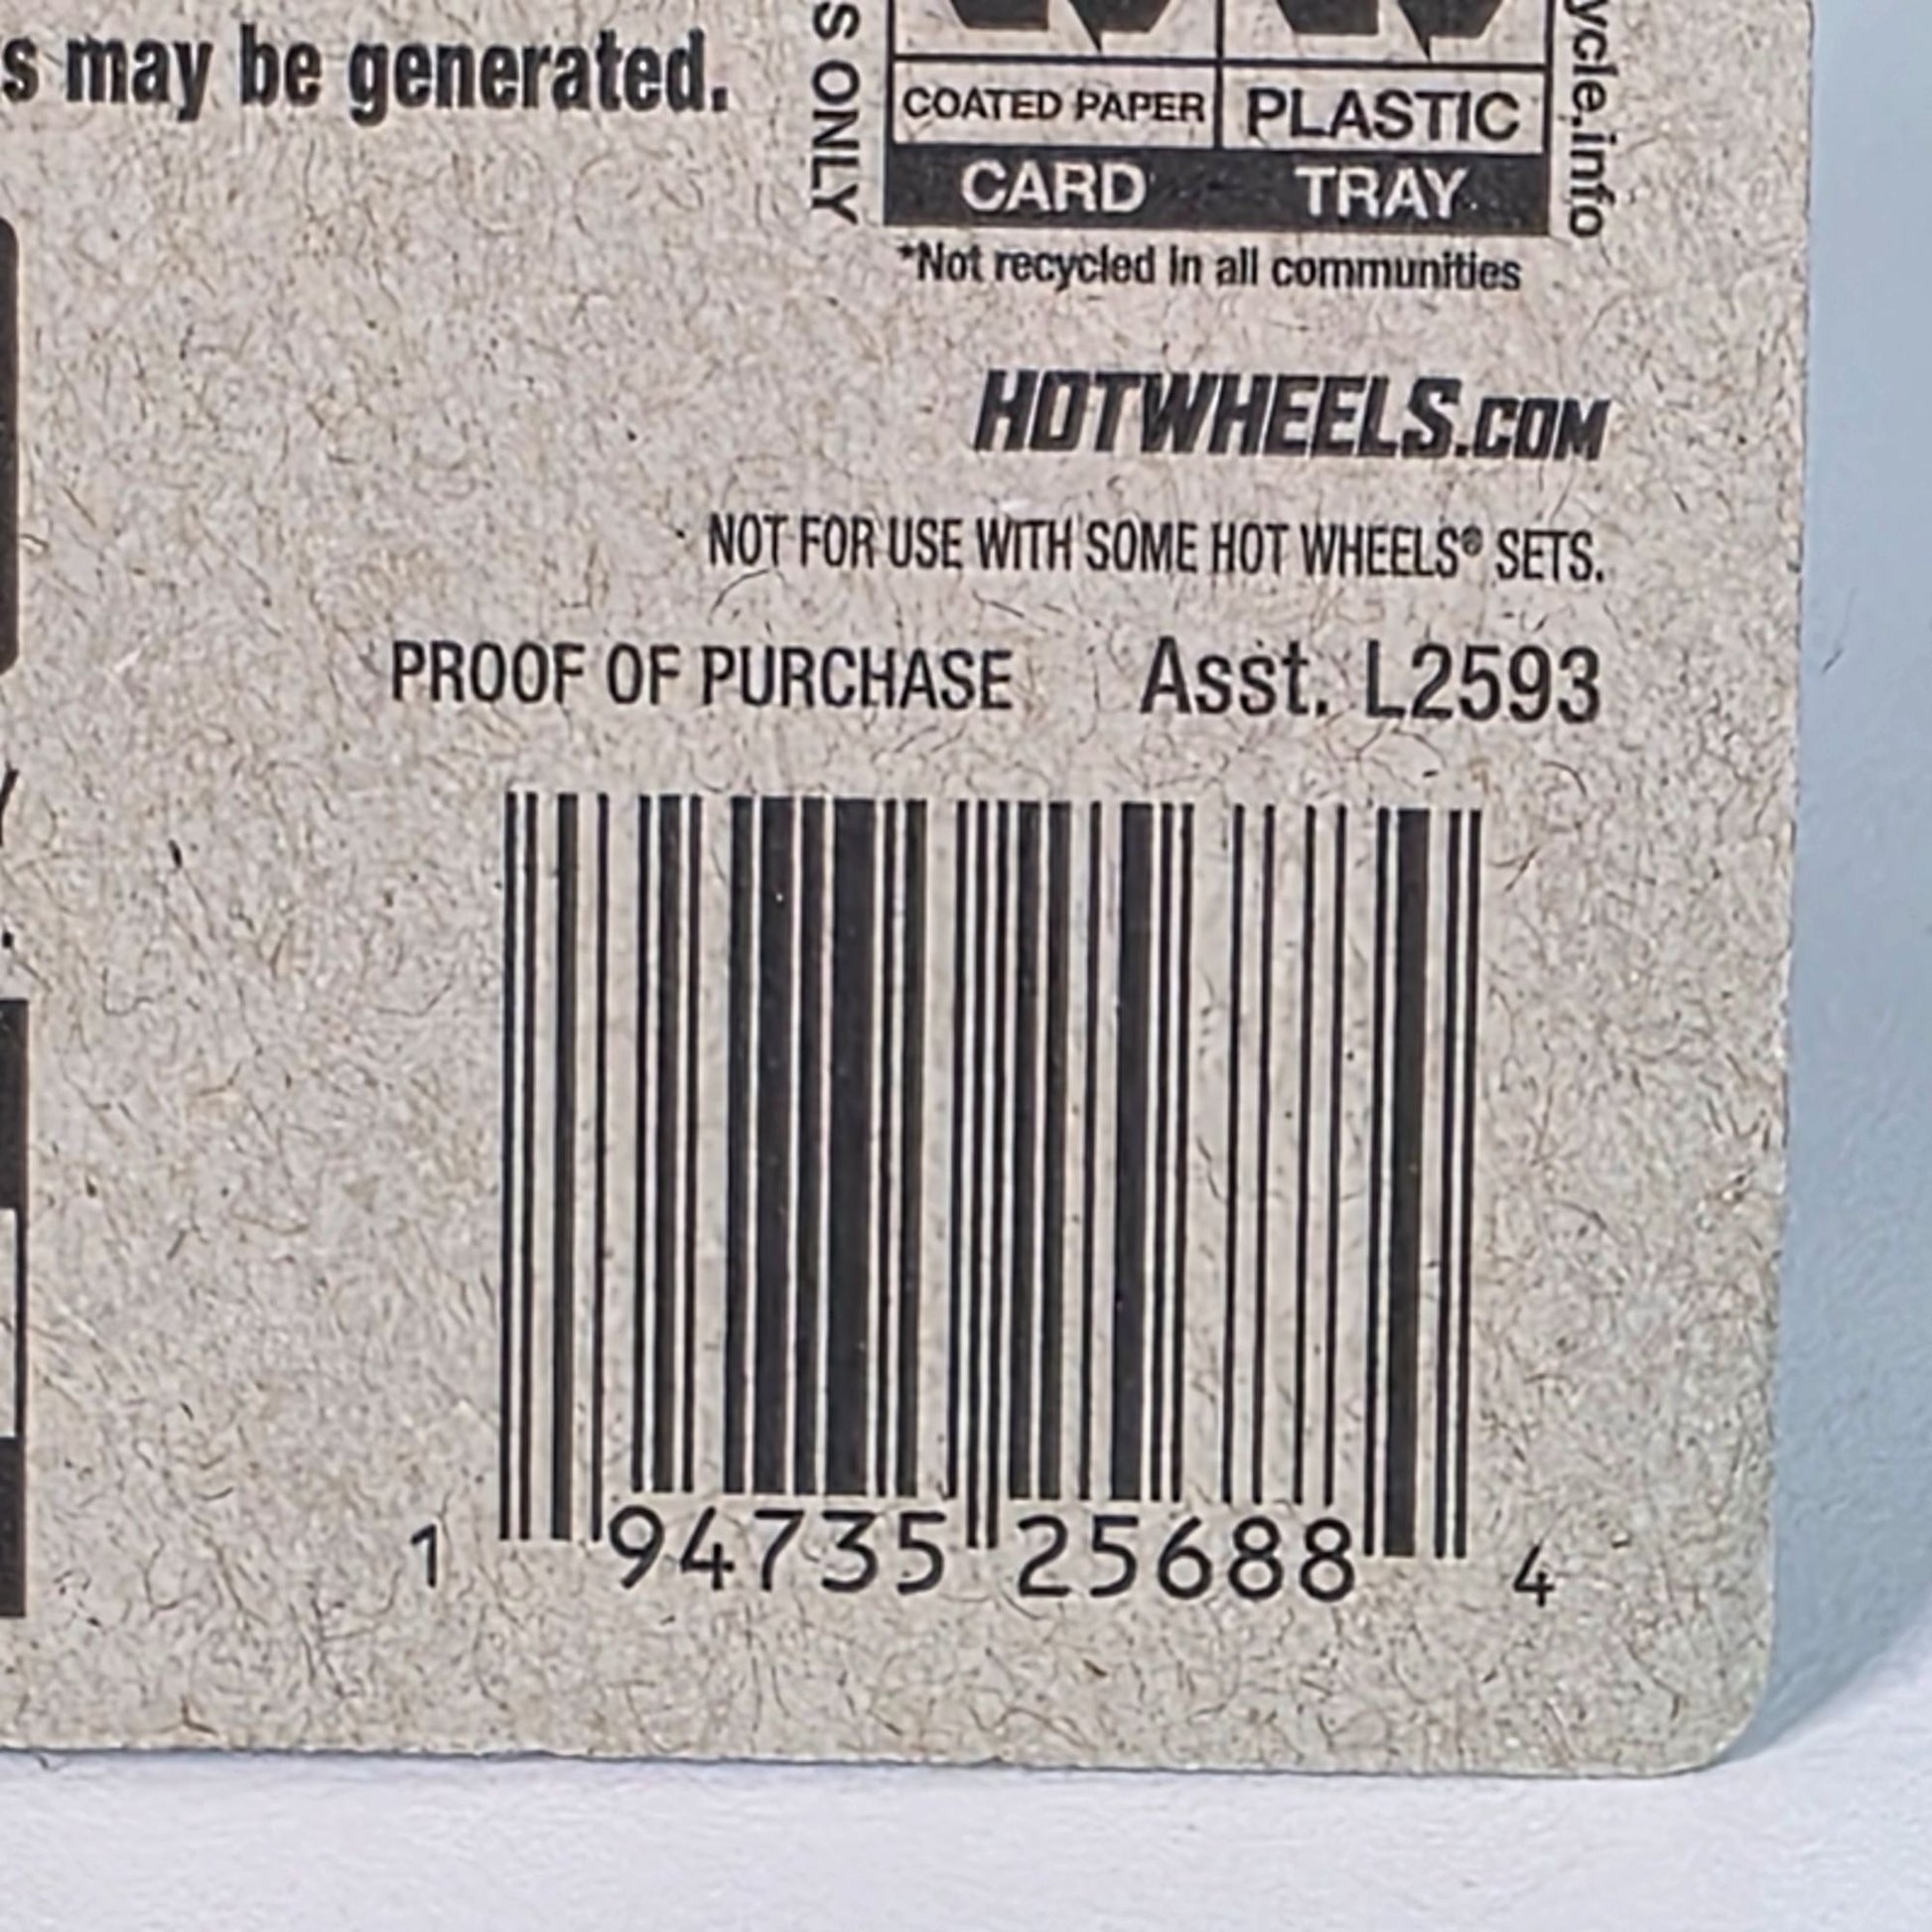 s may be generated.
S ONLY
COATED PAPER PLASTIC
CARD TRAY
ycle.info
*Not recycled in all communities
HOTWHEELS.COM
NOT FOR USE WITH SOME HOT WHEELS® SETS.
PROOF OF PURCHASE Asst. L2593
1 94735 25688 4